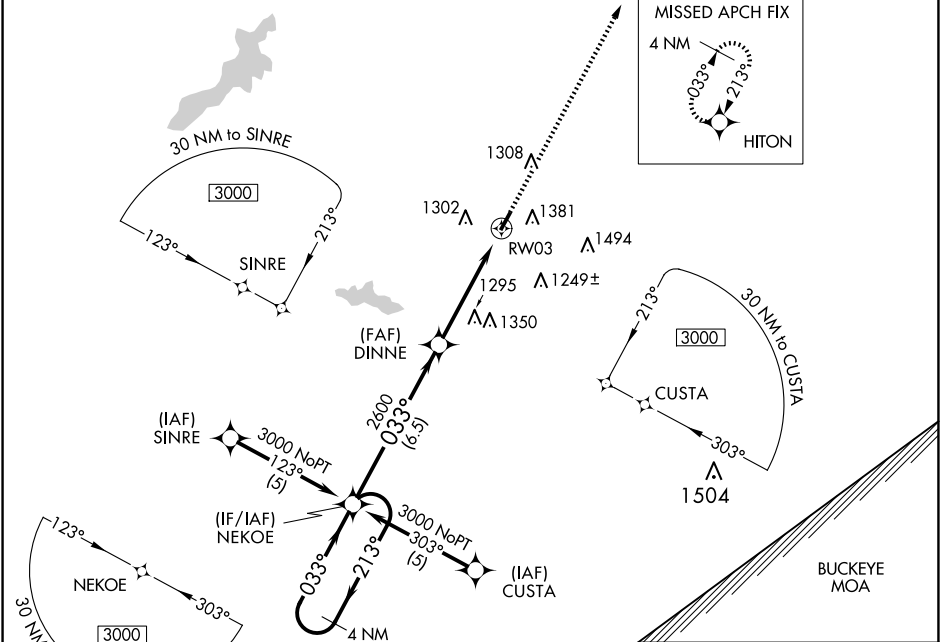 MISSED APCH FIX
4 NM
033°
213°
HITON
30 NM to SINRE
3000
123°
213°
SINRE
1308
1302
1381
RW03
1494
1249±
1295
1350
(FAF)
DINNE
213°
30 NM to CUSTA
3000
CUSTA
303°
1504
2600
033°
(6.5)
(IAF)
SINRE
3000 NoPT
123°
(5)
(IF/IAF)
NEKOE
3000 NoPT
303°
(5)
(IAF)
CUSTA
033°
213°
4 NM
123°
NEKOE
303°
30 NM
3000
BUCKEYE
MOA